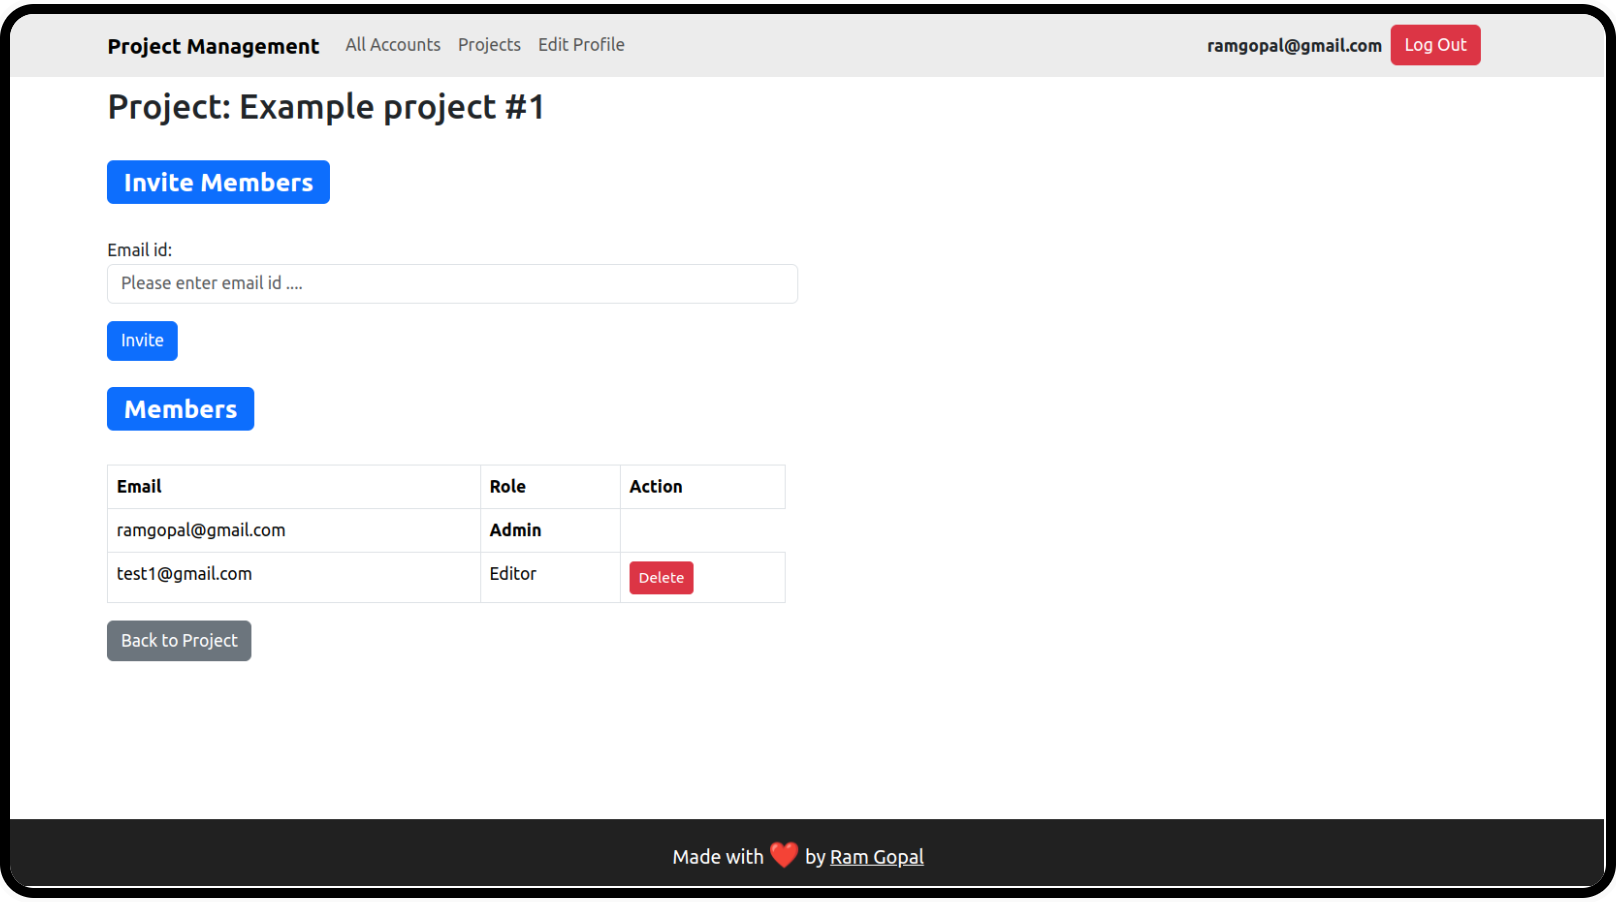 Project Management All Accounts Projects Edit Profile ramgopal@gmail.com Log Out
Project: Example project #1
Invite Members
Email id:
Please enter email id ....
Invite
Members
Email Role Action
ramgopal@gmail.com Admin
test1@gmail.com Editor Delete
Back to Project
Made with ❤️ by Ram Gopal